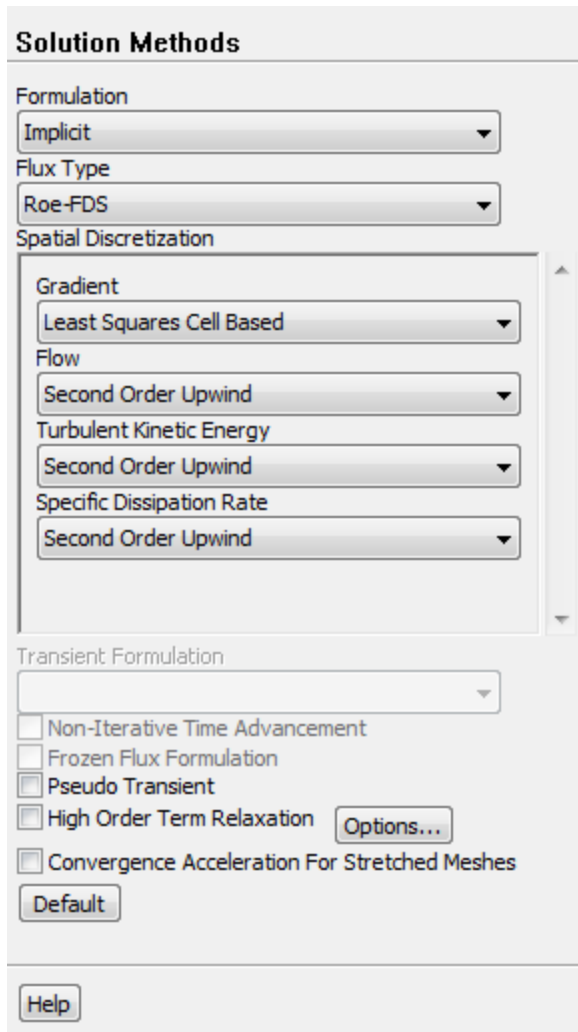 Solution Methods
Formulation
Implicit
Flux Type
Roe-FDS
Spatial Discretization
Gradient
Least Squares Cell Based
Flow
Second Order Upwind
Turbulent Kinetic Energy
Second Order Upwind
Specific Dissipation Rate
Second Order Upwind
Transient Formulation
Non-Iterative Time Advancement
Frozen Flux Formulation
Pseudo Transient
High Order Term Relaxation Options...
Convergence Acceleration For Stretched Meshes
Default
Help